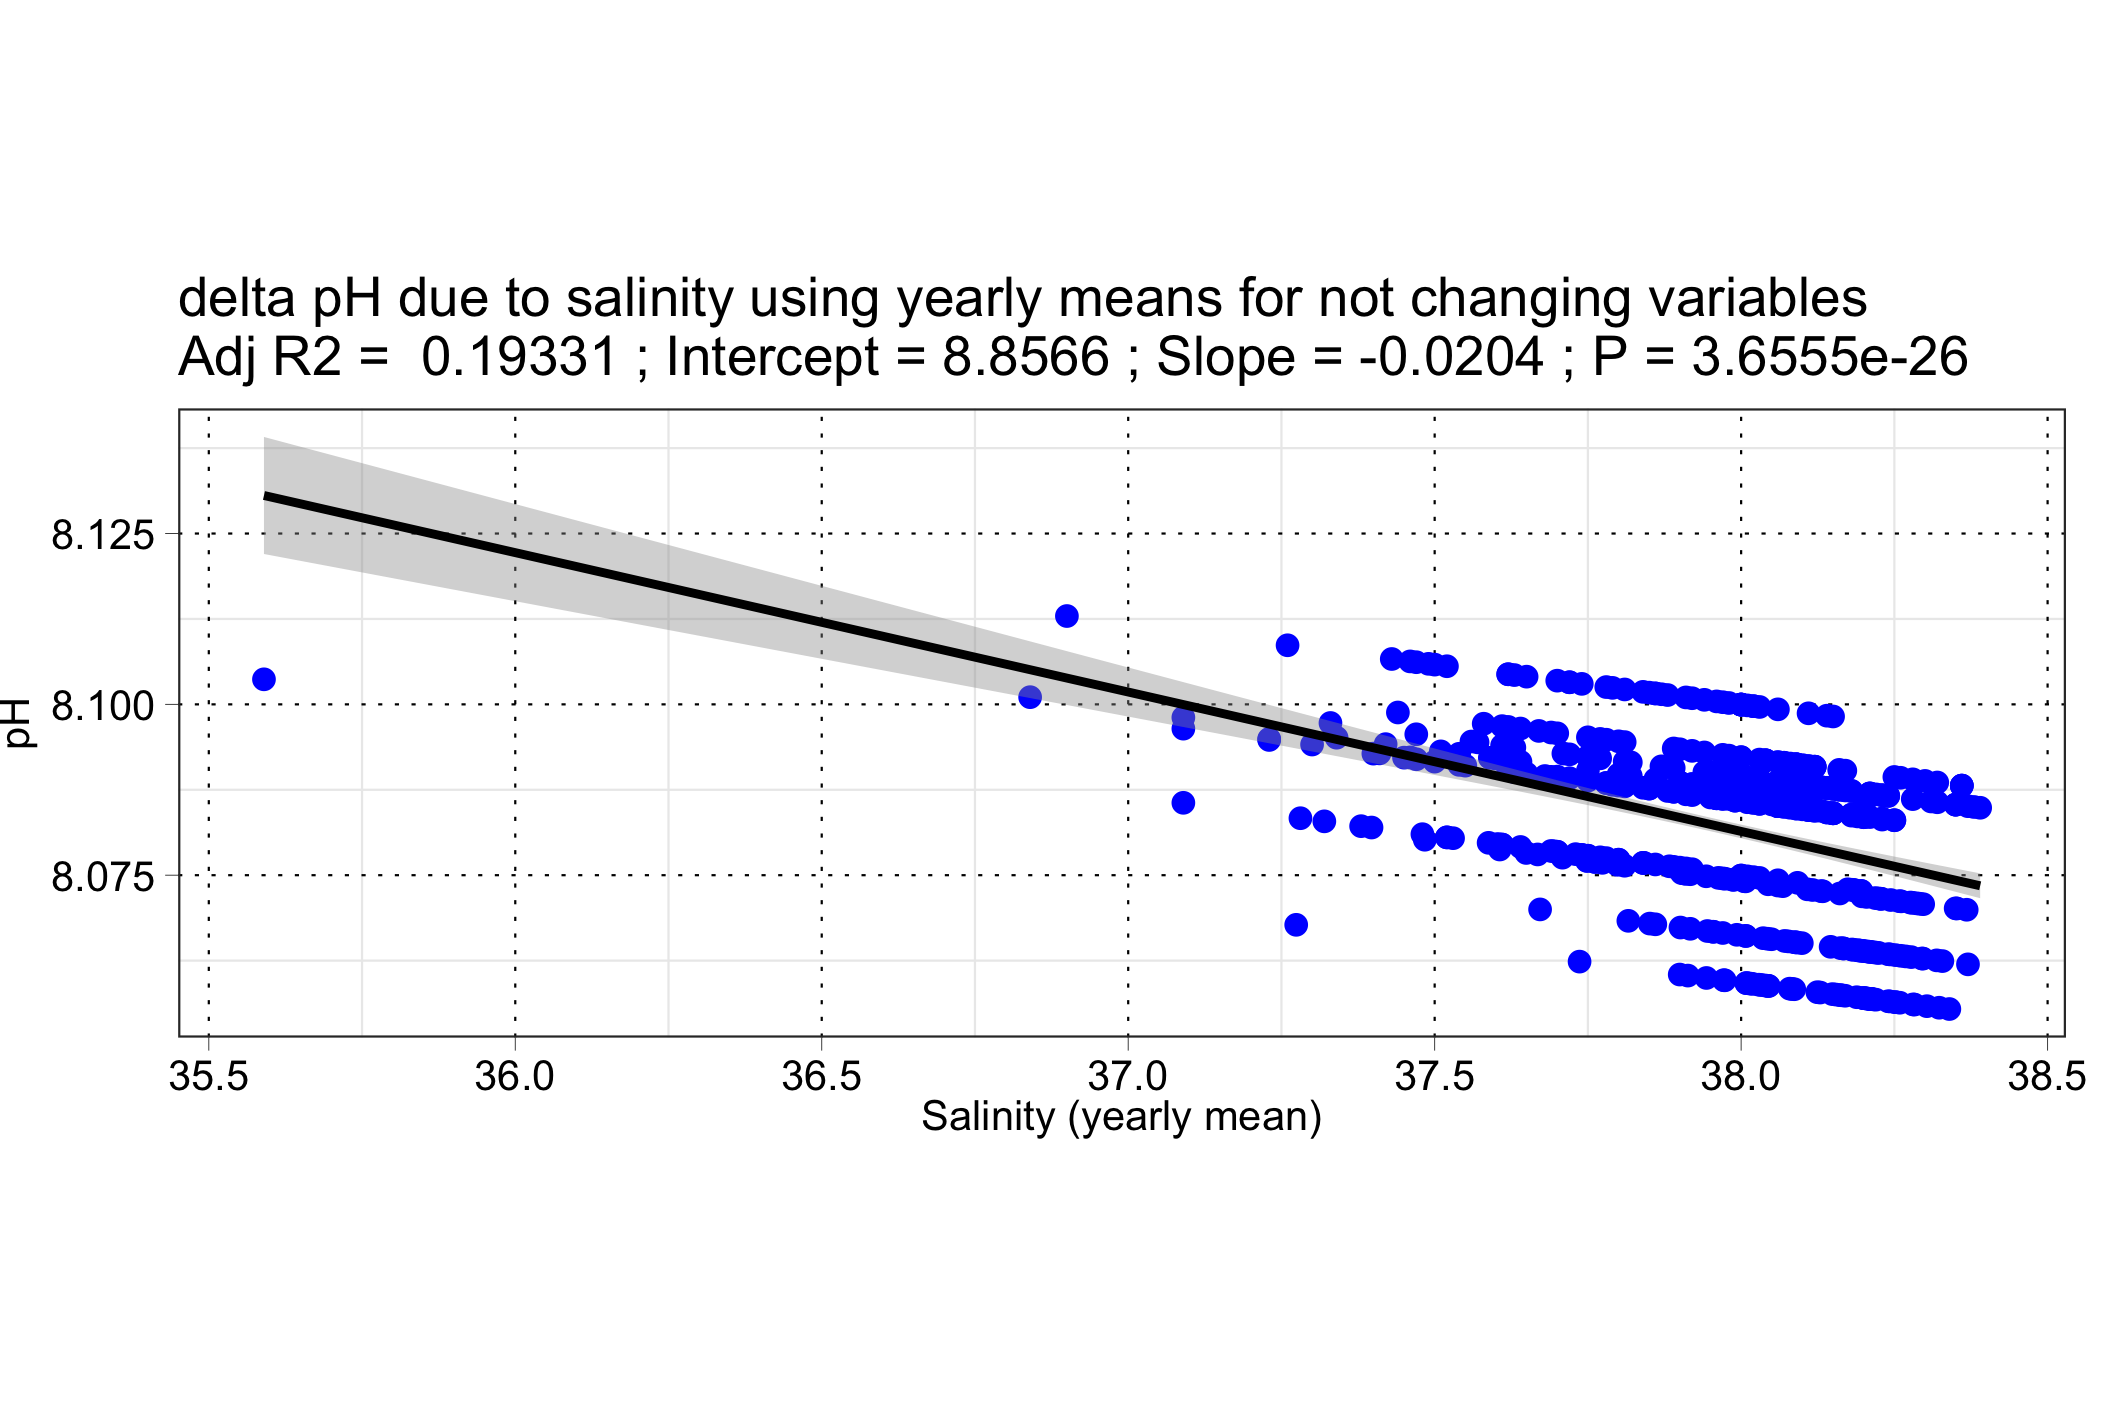 delta pH due to salinity using yearly means for not changing variables
Adj R2 =  0.19331 ; Intercept = 8.8566 ; Slope = -0.0204 ; P = 3.6555e-26
8.125
8.100
8.075
pH
35.5 36.0 36.5 37.0 37.5 38.0 38.5
Salinity (yearly mean)